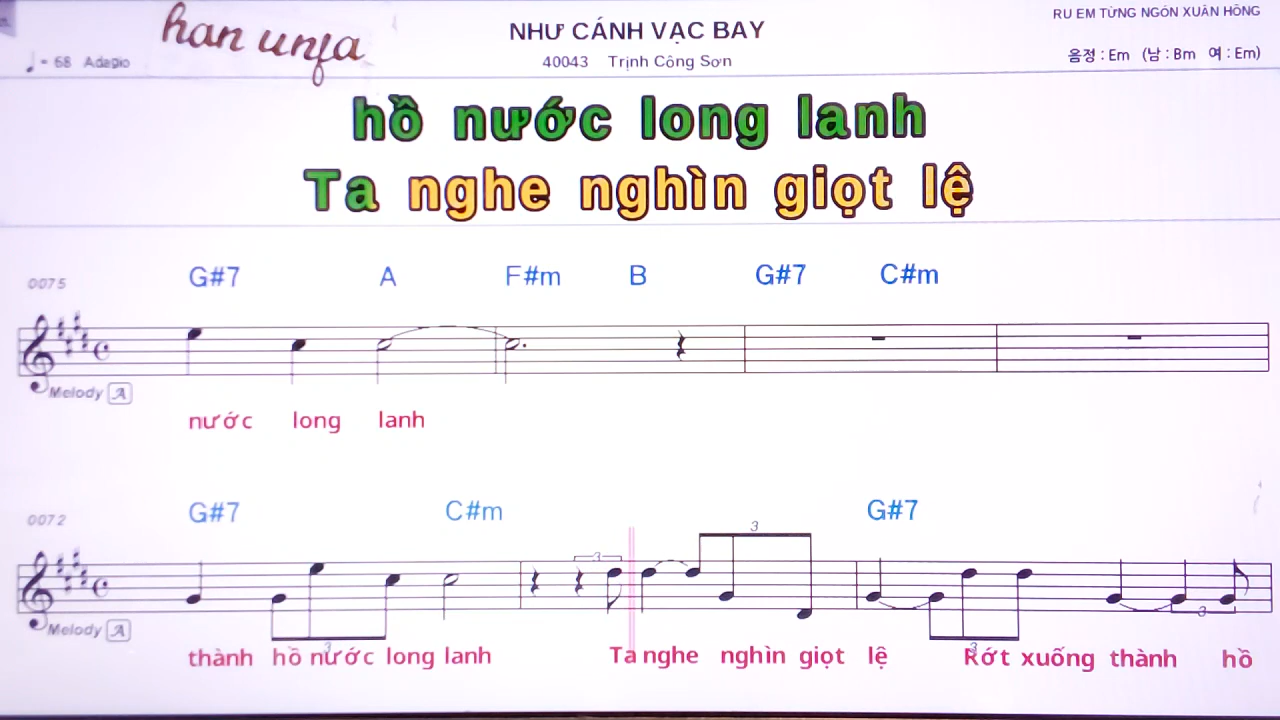 han unfa
NHƯ CÁNH VẠC BAY
RU EM TỪNG NGÓN XUÂN HỒNG
♩ = 68 Adagio
40043 Trịnh Công Sơn
음정 : Em (남 : Bm 여 : Em)
hồ nước long lanh
Ta nghe nghìn giọt lệ
0075 G#7 A F#m B G#7 C#m
Melody A
nước long lanh
0072 G#7 C#m G#7
3 3
3 3 3
Melody A
thành hồ nước long lanh Ta nghe nghìn giọt lệ Rớt xuống thành hồ